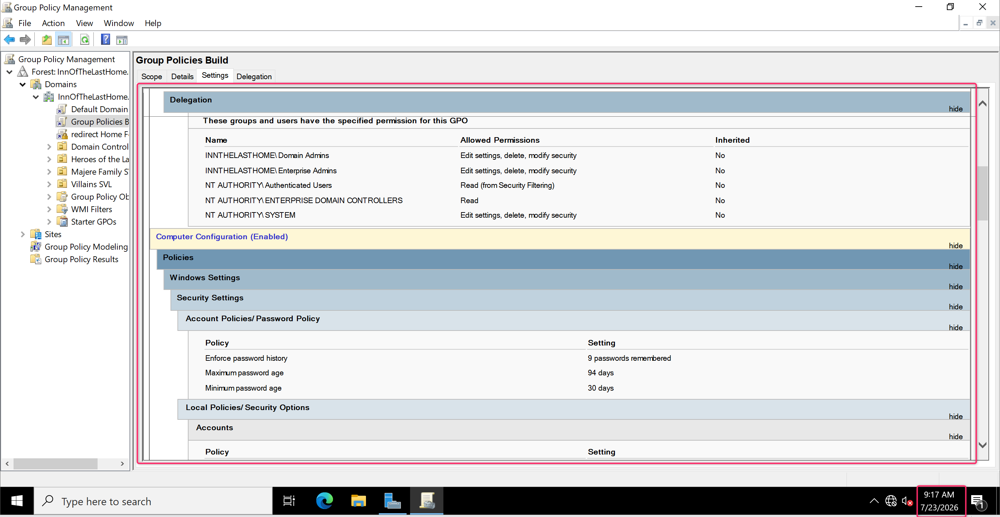 Group Policy Management
File Action View Window Help
Group Policy Management
Forest: InnOfTheLastHome.
Domains
InnOfTheLastHome.
Default Domain
Group Policies B
redirect Home F
Domain Control
Heroes of the La
Majere Family S
Villains SVL
Group Policy Ob
WMI Filters
Starter GPOs
Sites
Group Policy Modeling
Group Policy Results
Group Policies Build
Scope Details Settings Delegation
Delegation
hide
These groups and users have the specified permission for this GPO
Name Allowed Permissions Inherited
INNTHELASTHOME\Domain Admins Edit settings, delete, modify security No
INNTHELASTHOME\Enterprise Admins Edit settings, delete, modify security No
NT AUTHORITY\Authenticated Users Read (from Security Filtering) No
NT AUTHORITY\ENTERPRISE DOMAIN CONTROLLERS Read No
NT AUTHORITY\SYSTEM Edit settings, delete, modify security No
Computer Configuration (Enabled)
hide
Policies
hide
Windows Settings
hide
Security Settings
hide
Account Policies/Password Policy
hide
Policy Setting
Enforce password history 9 passwords remembered
Maximum password age 94 days
Minimum password age 30 days
Local Policies/Security Options
hide
Accounts
hide
Policy Setting
Type here to search
9:17 AM
7/23/2026
1